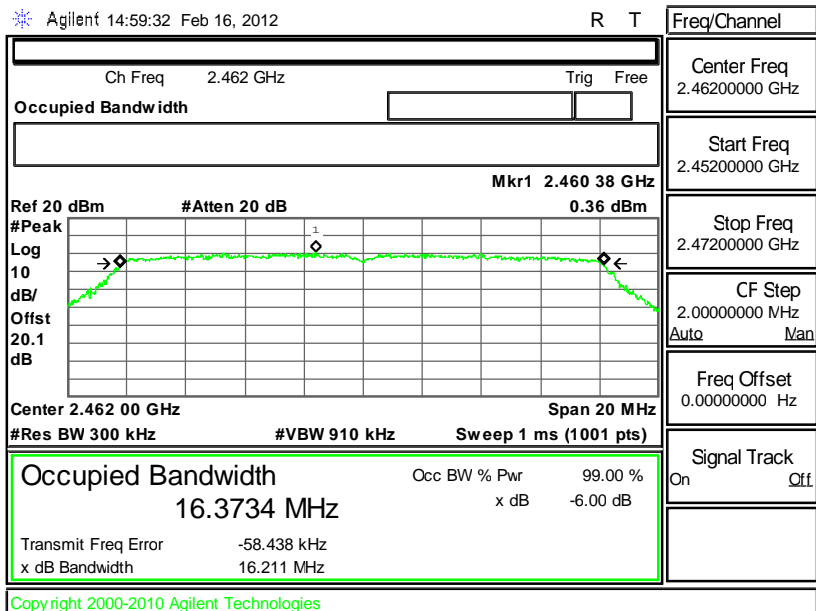 Agilent 14:59:32 Feb 16, 2012 R T
Freq/Channel
Ch Freq 2.462 GHz Trig Free
Occupied Bandwidth
Center Freq
2.46200000 GHz
Start Freq
2.45200000 GHz
Stop Freq
2.47200000 GHz
CF Step
2.00000000 MHz
Auto Man
Freq Offset
0.00000000 Hz
Signal Track
On Off
Mkr1 2.460 38 GHz
Ref 20 dBm #Atten 20 dB 0.36 dBm
#Peak
Log
10
dB/
Offst
20.1
dB
1
Center 2.462 00 GHz Span 20 MHz
#Res BW 300 kHz #VBW 910 kHz Sweep 1 ms (1001 pts)
Occupied Bandwidth
16.3734 MHz
Occ BW % Pwr 99.00 %
x dB -6.00 dB
Transmit Freq Error -58.438 kHz
x dB Bandwidth 16.211 MHz
Copyright 2000-2010 Agilent Technologies